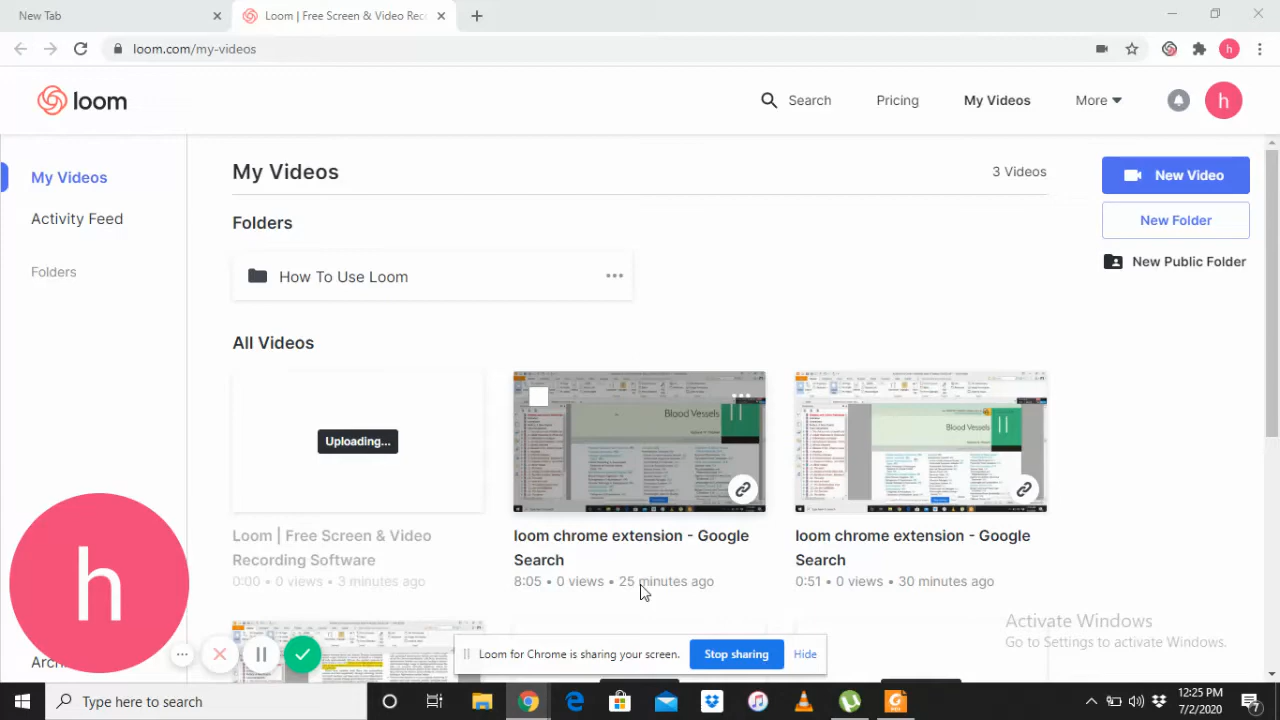 New Tab
Loom | Free Screen & Video Rec
loom.com/my-videos
h
loom
Search
Pricing
My Videos
More
h
My Videos
Activity Feed
Folders
My Videos
3 Videos
New Video
New Folder
New Public Folder
Folders
How To Use Loom
All Videos
Uploading...
Blood Vessels
Blood Vessels
Loom | Free Screen & Video
Recording Software
0:00 • 0 views • 3 minutes ago
loom chrome extension - Google
Search
8:05 • 0 views • 25 minutes ago
loom chrome extension - Google
Search
0:51 • 0 views • 30 minutes ago
h
Arc
Activate Windows
Go to Settings to activate Windows.
Loom for Chrome is sharing your screen.
Stop sharing
Hide
Type here to search
12:25 PM
7/2/2020
7